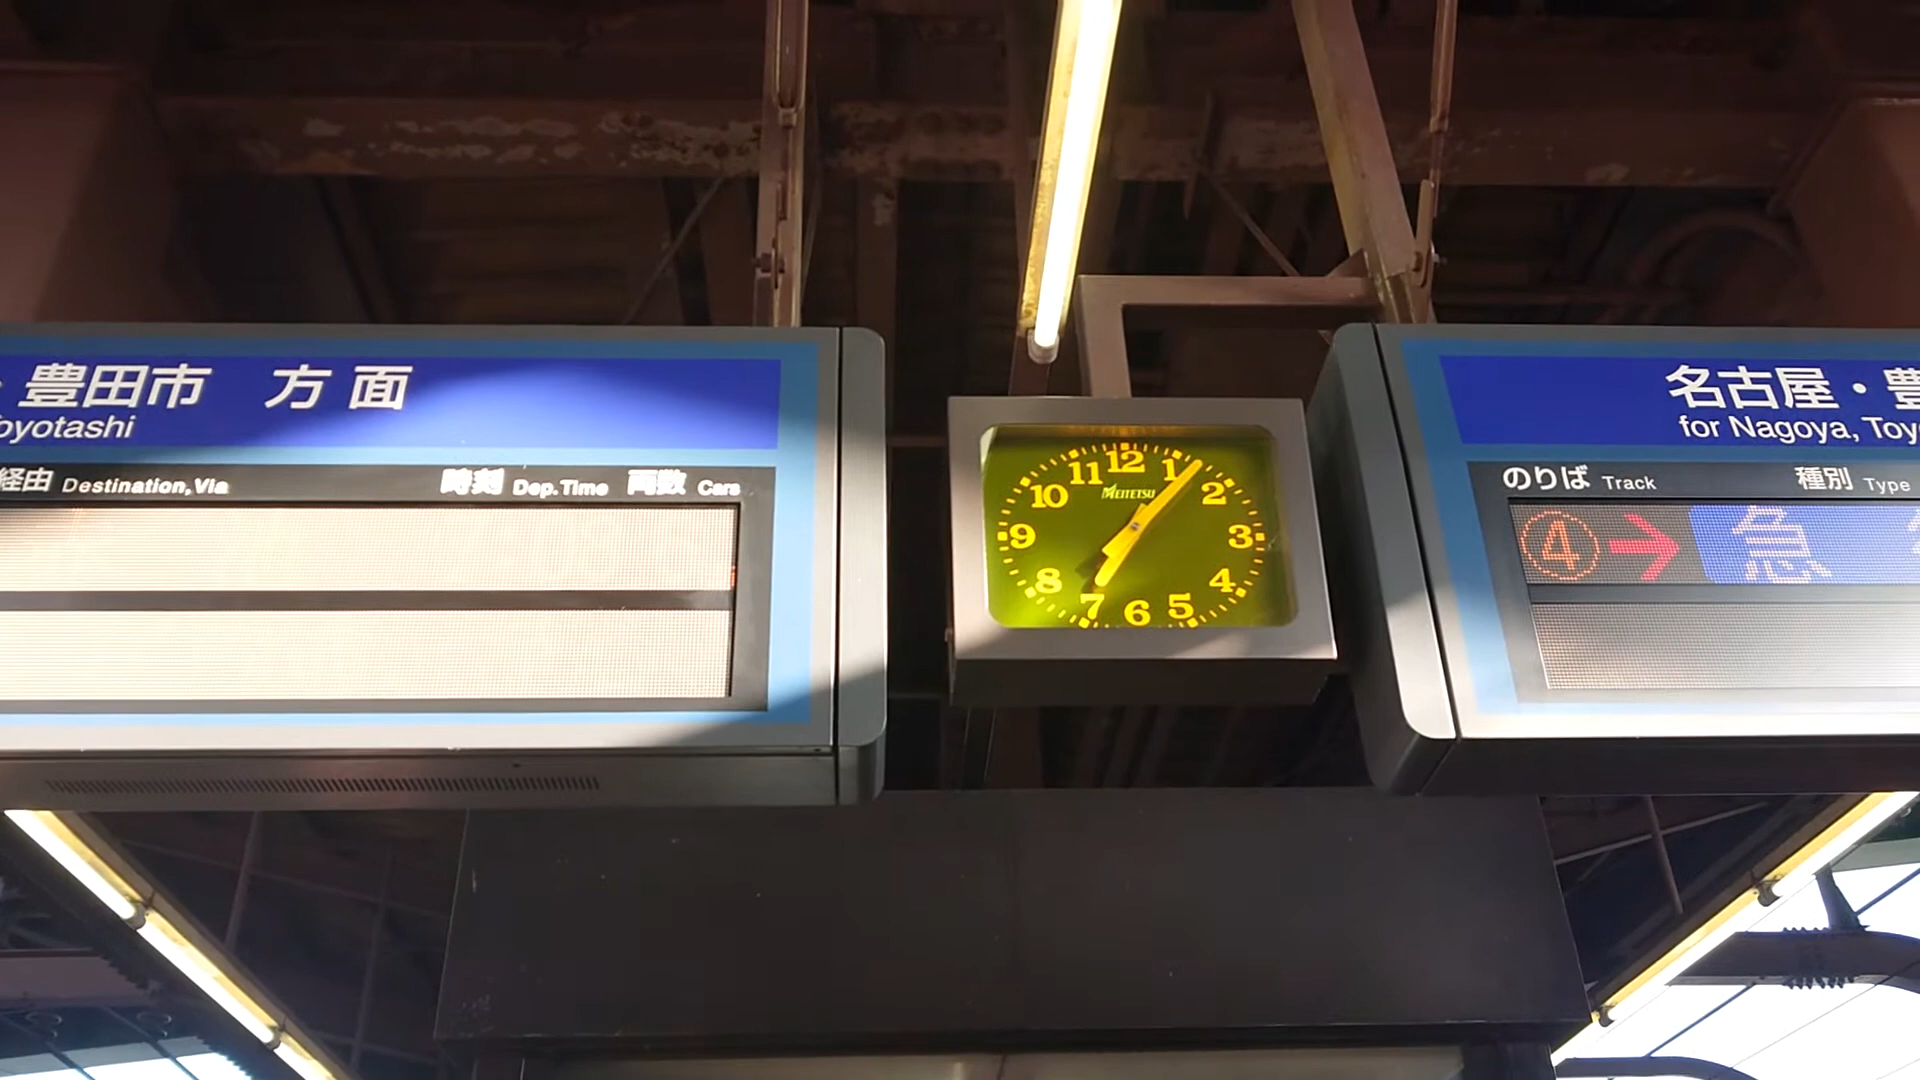 豊田市 方面
oyotashi
経由 Destination,Via 時刻 Dep.Time 両数 Cars
12
11 1
10 2
MEITETSU
9 3
8 4
7 6 5
名古屋・豊
for Nagoya, Toy
のりば Track 種別 Type
④→ 急